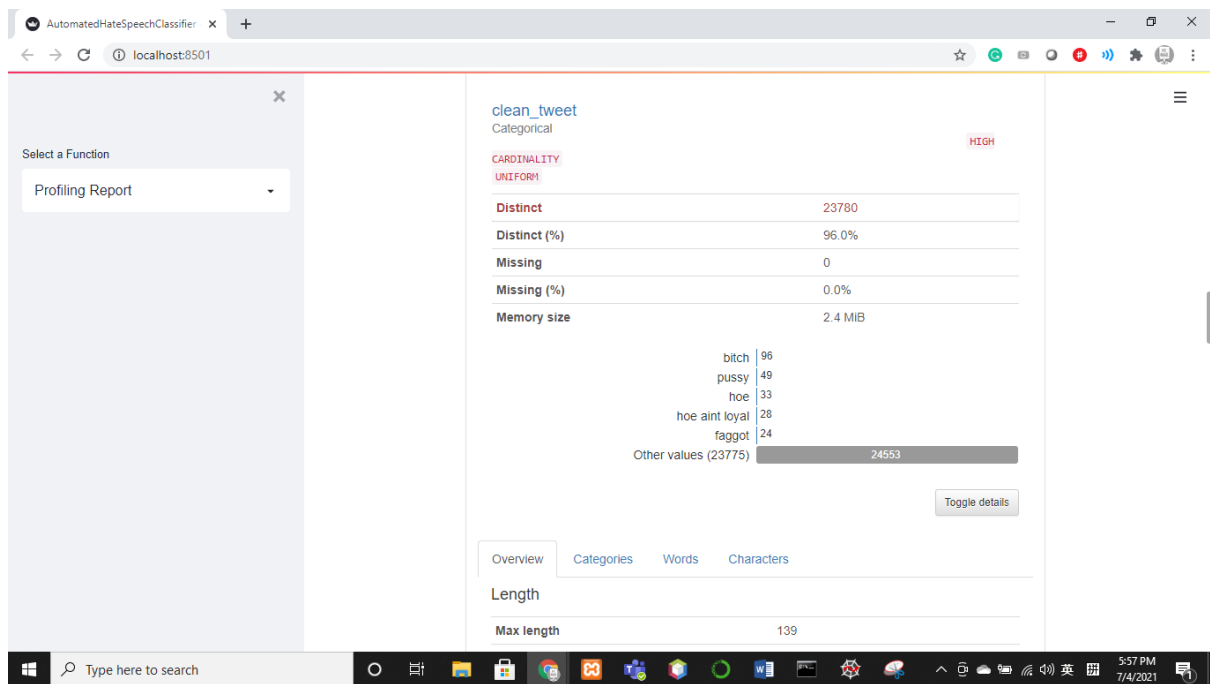 AutomatedHateSpeechClassifier
localhost:8501
Select a Function
Profiling Report
clean_tweet
Categorical
HIGH
CARDINALITY
UNIFORM
Distinct 23780
Distinct (%) 96.0%
Missing 0
Missing (%) 0.0%
Memory size 2.4 MiB
bitch 96
pussy 49
hoe 33
hoe aint loyal 28
faggot 24
Other values (23775) 24553
Toggle details
Overview Categories Words Characters
Length
Max length 139
Type here to search
英 拼
5:57 PM
7/4/2021